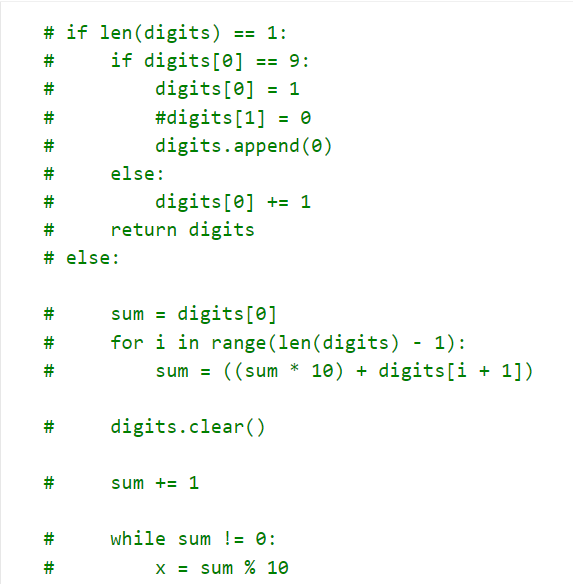 # if len(digits) == 1:
#     if digits[0] == 9:
#         digits[0] = 1
#         #digits[1] = 0
#         digits.append(0)
#     else:
#         digits[0] += 1
#     return digits
# else:
#     sum = digits[0]
#     for i in range(len(digits) - 1):
#         sum = ((sum * 10) + digits[i + 1])
#     digits.clear()
#     sum += 1
#     while sum != 0:
#         x = sum % 10